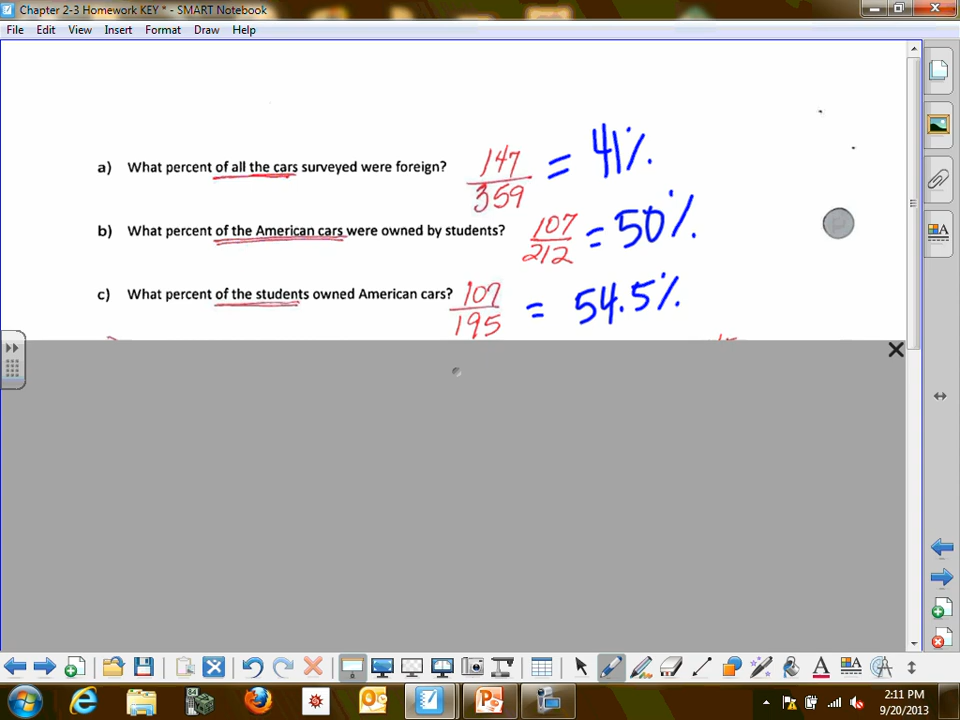 Chapter 2-3 Homework KEY * - SMART Notebook
File Edit View Insert Format Draw Help
a) What percent of all the cars surveyed were foreign? 147/359 = 41%
b) What percent of the American cars were owned by students? 107/212 = 50%
c) What percent of the students owned American cars? 107/195 = 54.5%
2:11 PM
9/20/2013